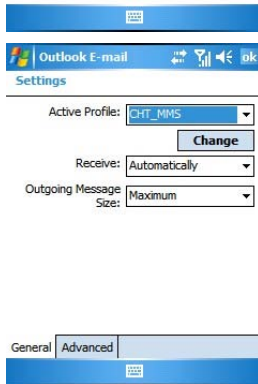 Outlook E-mail ok
Settings
Active Profile: CHT_MMS
Change
Receive: Automatically
Outgoing Message
Size: Maximum
General Advanced